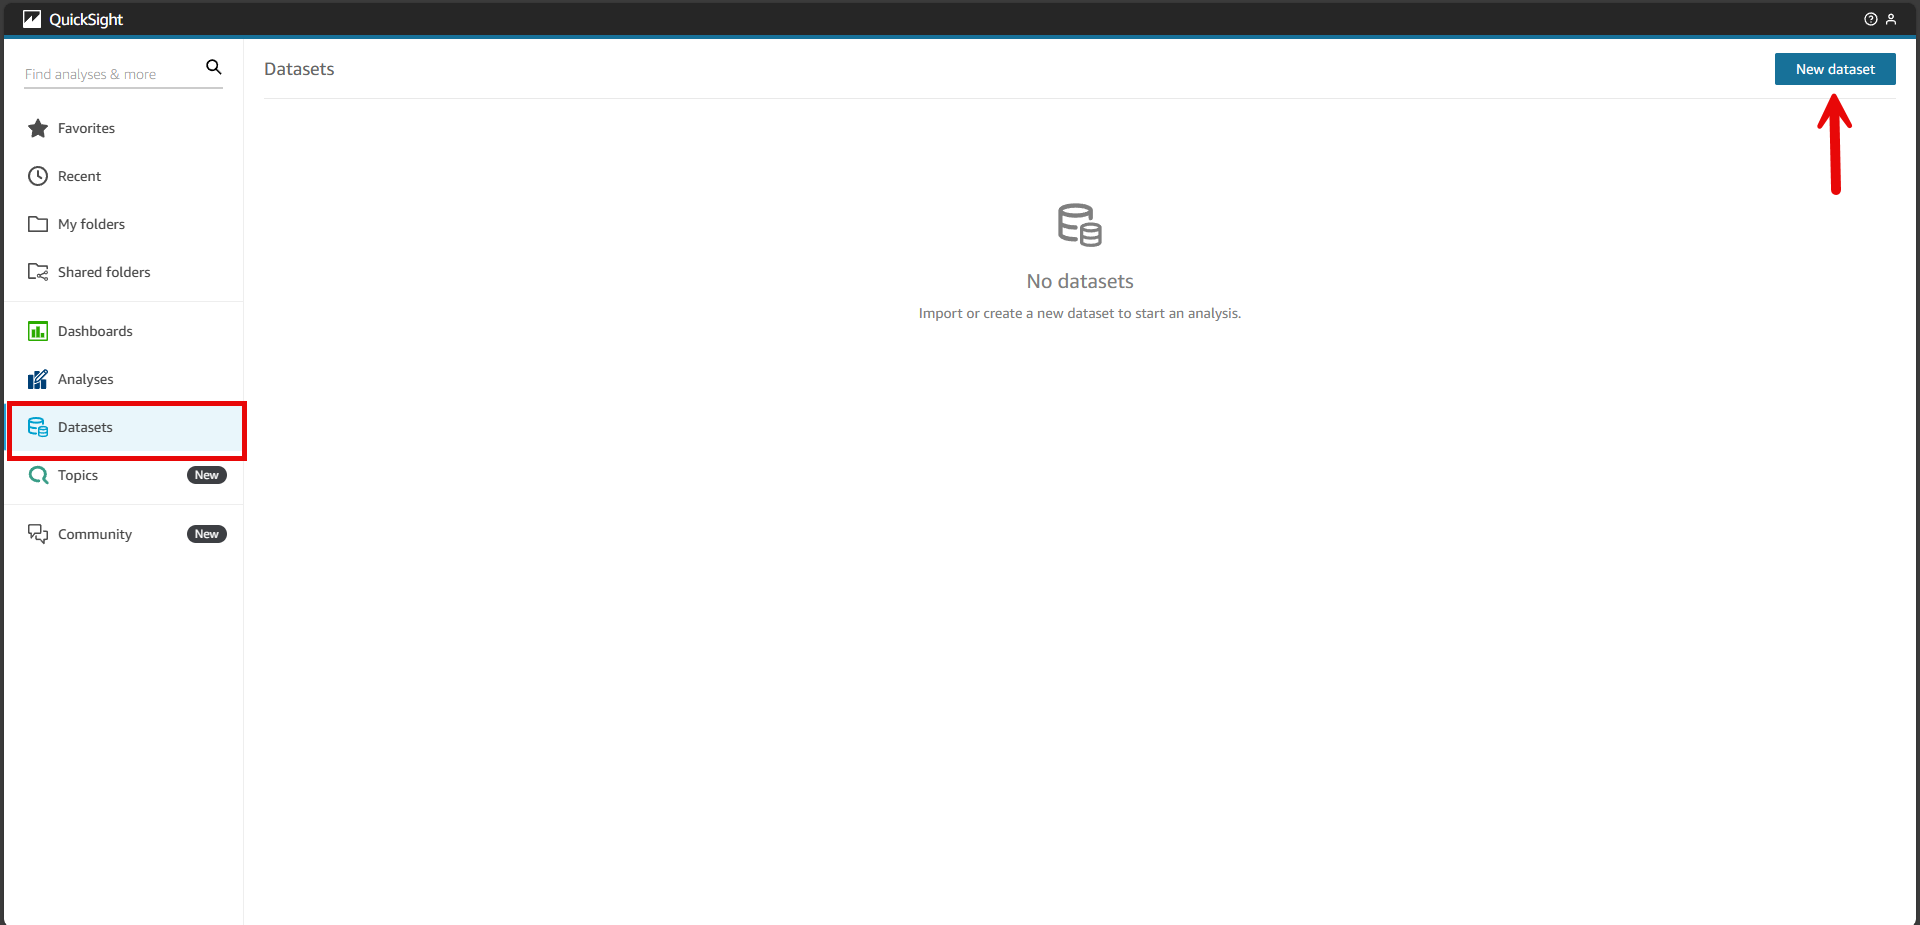 QuickSight
Find analyses & more
Favorites
Recent
My folders
Shared folders
Dashboards
Analyses
Datasets
Topics New
Community New
Datasets
New dataset
No datasets
Import or create a new dataset to start an analysis.